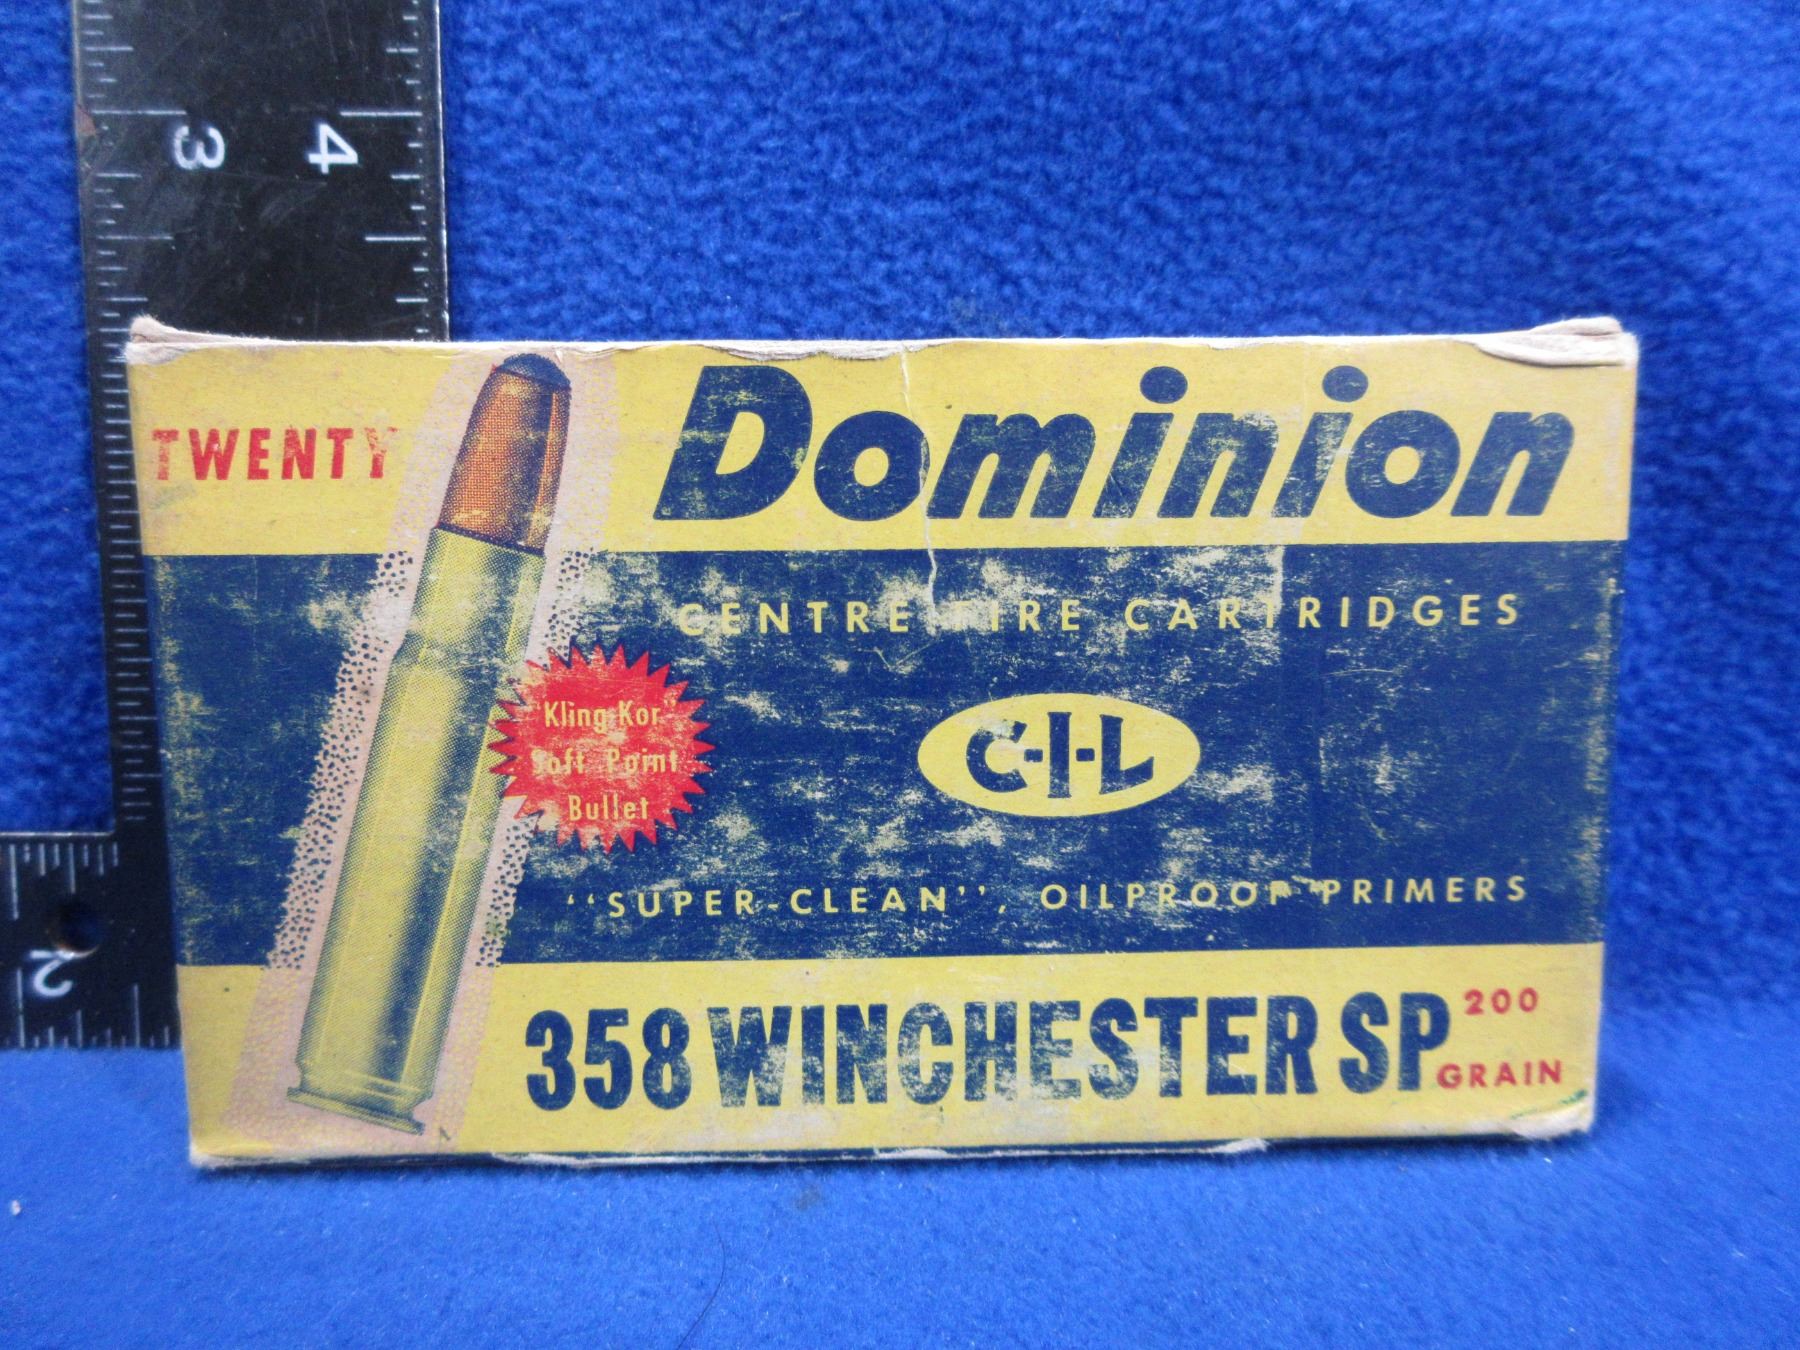 3 4
TWENTY
Dominion
CENTRE FIRE CARTRIDGES
Kling-Kor
Soft Point
Bullet
C-I-L
"SUPER-CLEAN", OILPROOF PRIMERS
2
358 WINCHESTER SP 200
GRAIN